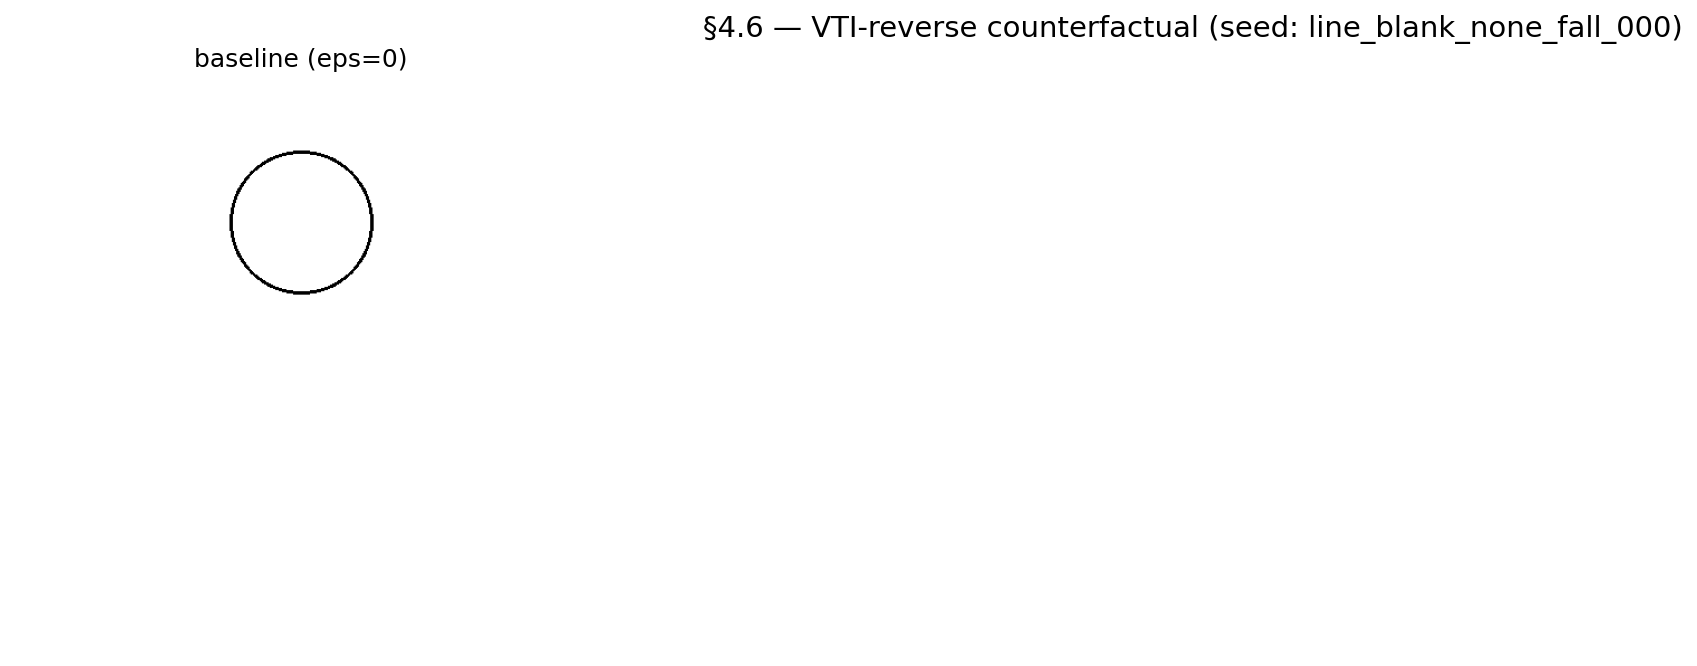 §4.6 — VTI-reverse counterfactual (seed: line_blank_none_fall_000)
baseline (eps=0)